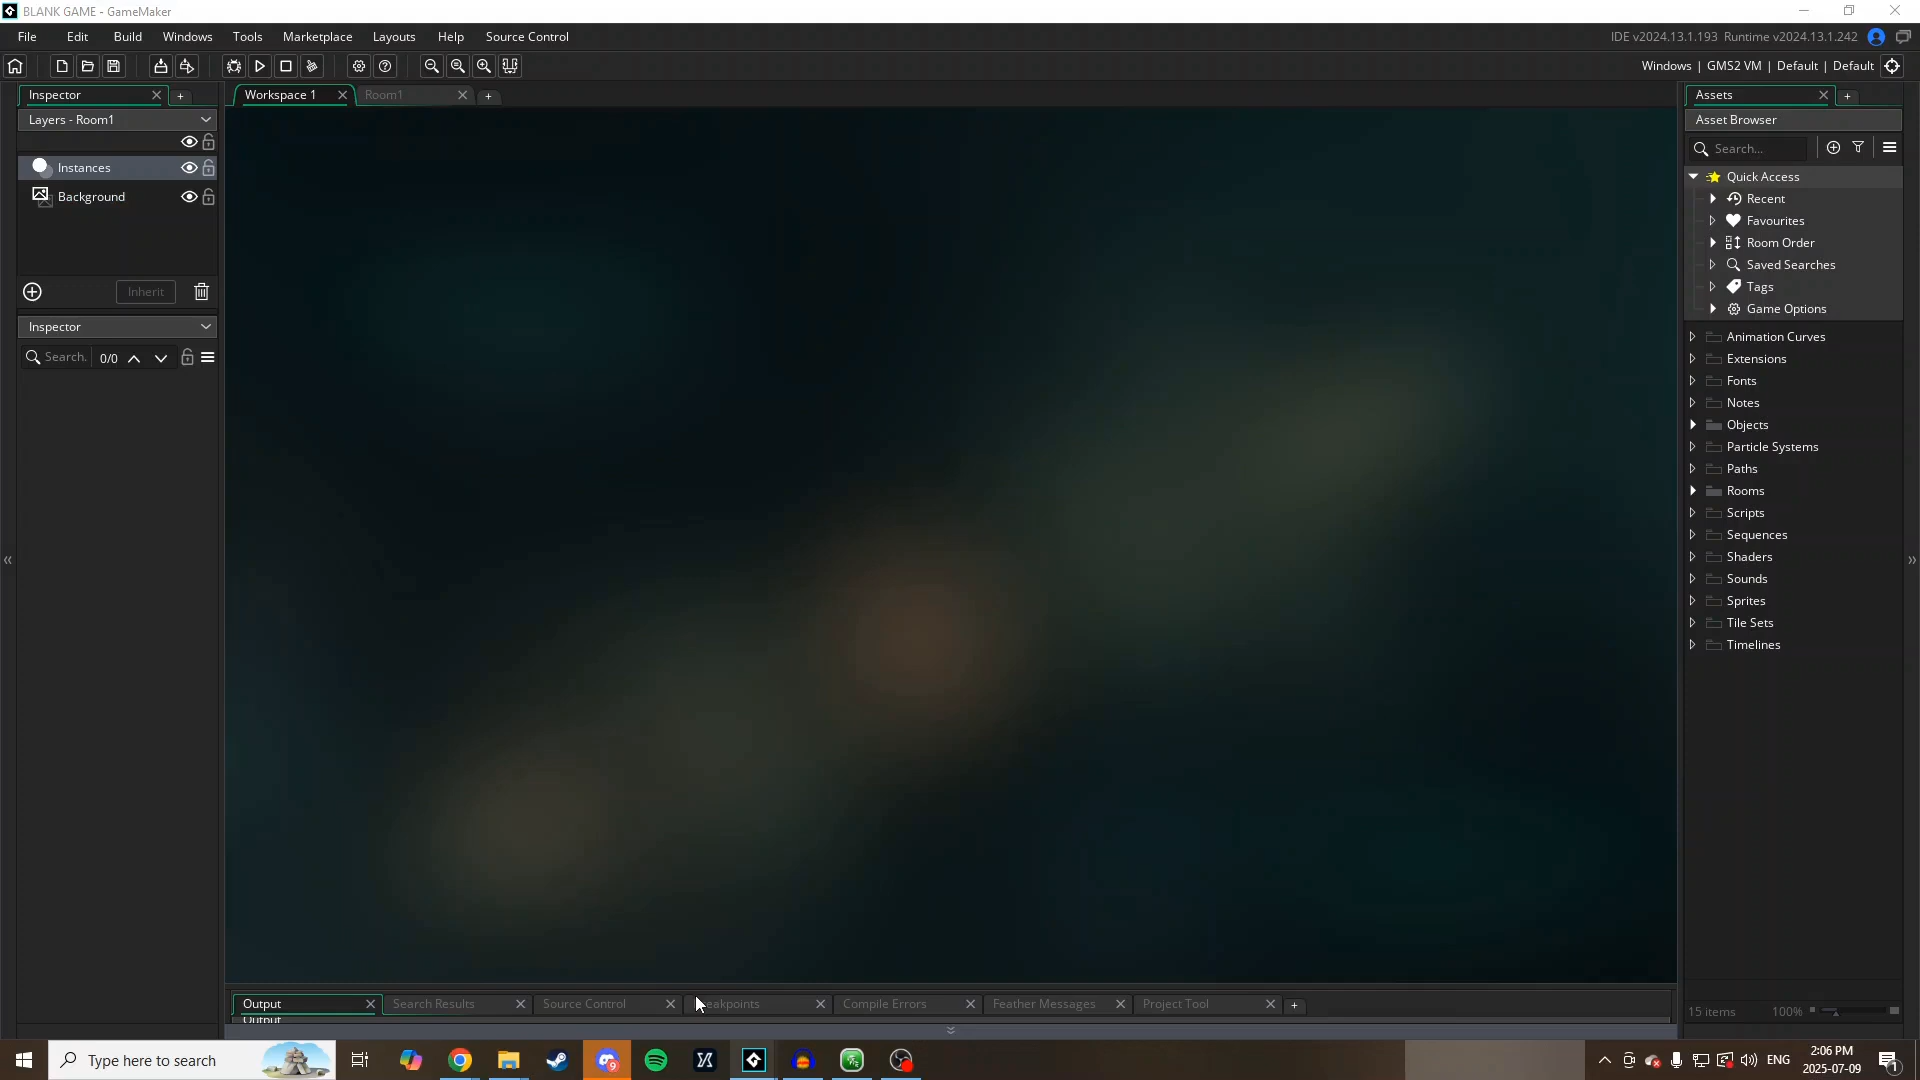 BLANK GAME - GameMaker
File Edit Build Windows Tools Marketplace Layouts Help Source Control
IDE v2024.13.1.193 Runtime v2024.13.1.242
Windows | GMS2 VM | Default | Default
Inspector
Workspace 1
Room1
Assets
Layers - Room1
Asset Browser
Search...
Instances
Background
Inherit
Inspector
Search.
0/0
Quick Access
Recent
Favourites
Room Order
Saved Searches
Tags
Game Options
Animation Curves
Extensions
Fonts
Notes
Objects
Particle Systems
Paths
Rooms
Scripts
Sequences
Shaders
Sounds
Sprites
Tile Sets
Timelines
15 items 100%
Output
Search Results
Source Control
eakpoints
Compile Errors
Feather Messages
Project Tool
Output
Type here to search
9
ENG
2:06 PM
2025-07-09
1